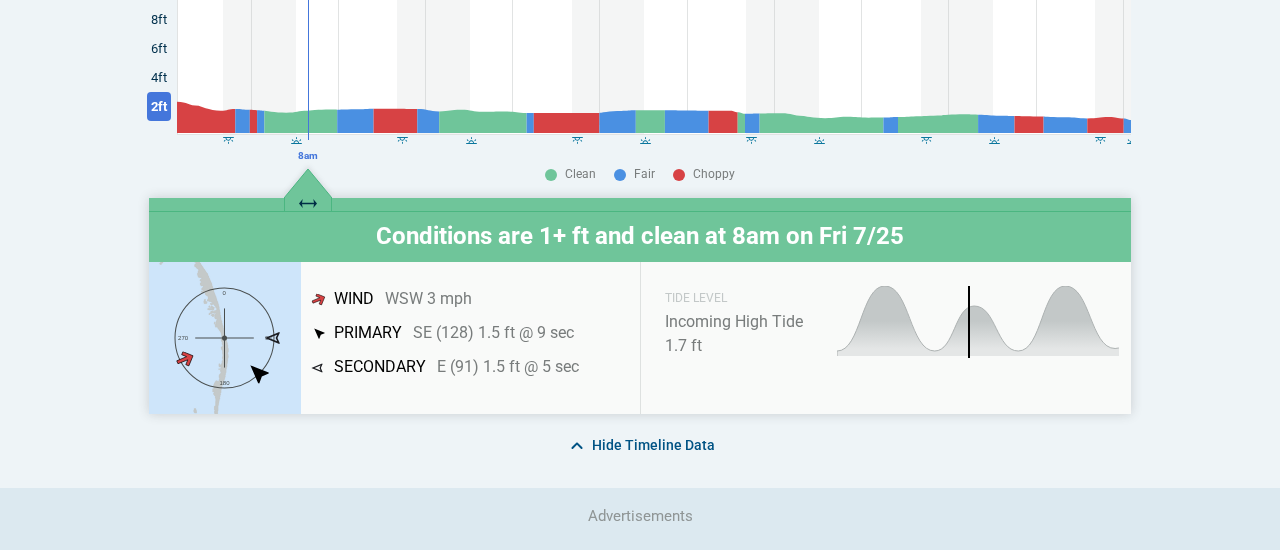 8ft
6ft
4ft
2ft
8am
Clean Fair Choppy
Conditions are 1+ ft and clean at 8am on Fri 7/25
0
270
180
WIND WSW 3 mph
PRIMARY SE (128) 1.5 ft @ 9 sec
SECONDARY E (91) 1.5 ft @ 5 sec
TIDE LEVEL
Incoming High Tide
1.7 ft
Hide Timeline Data
Advertisements